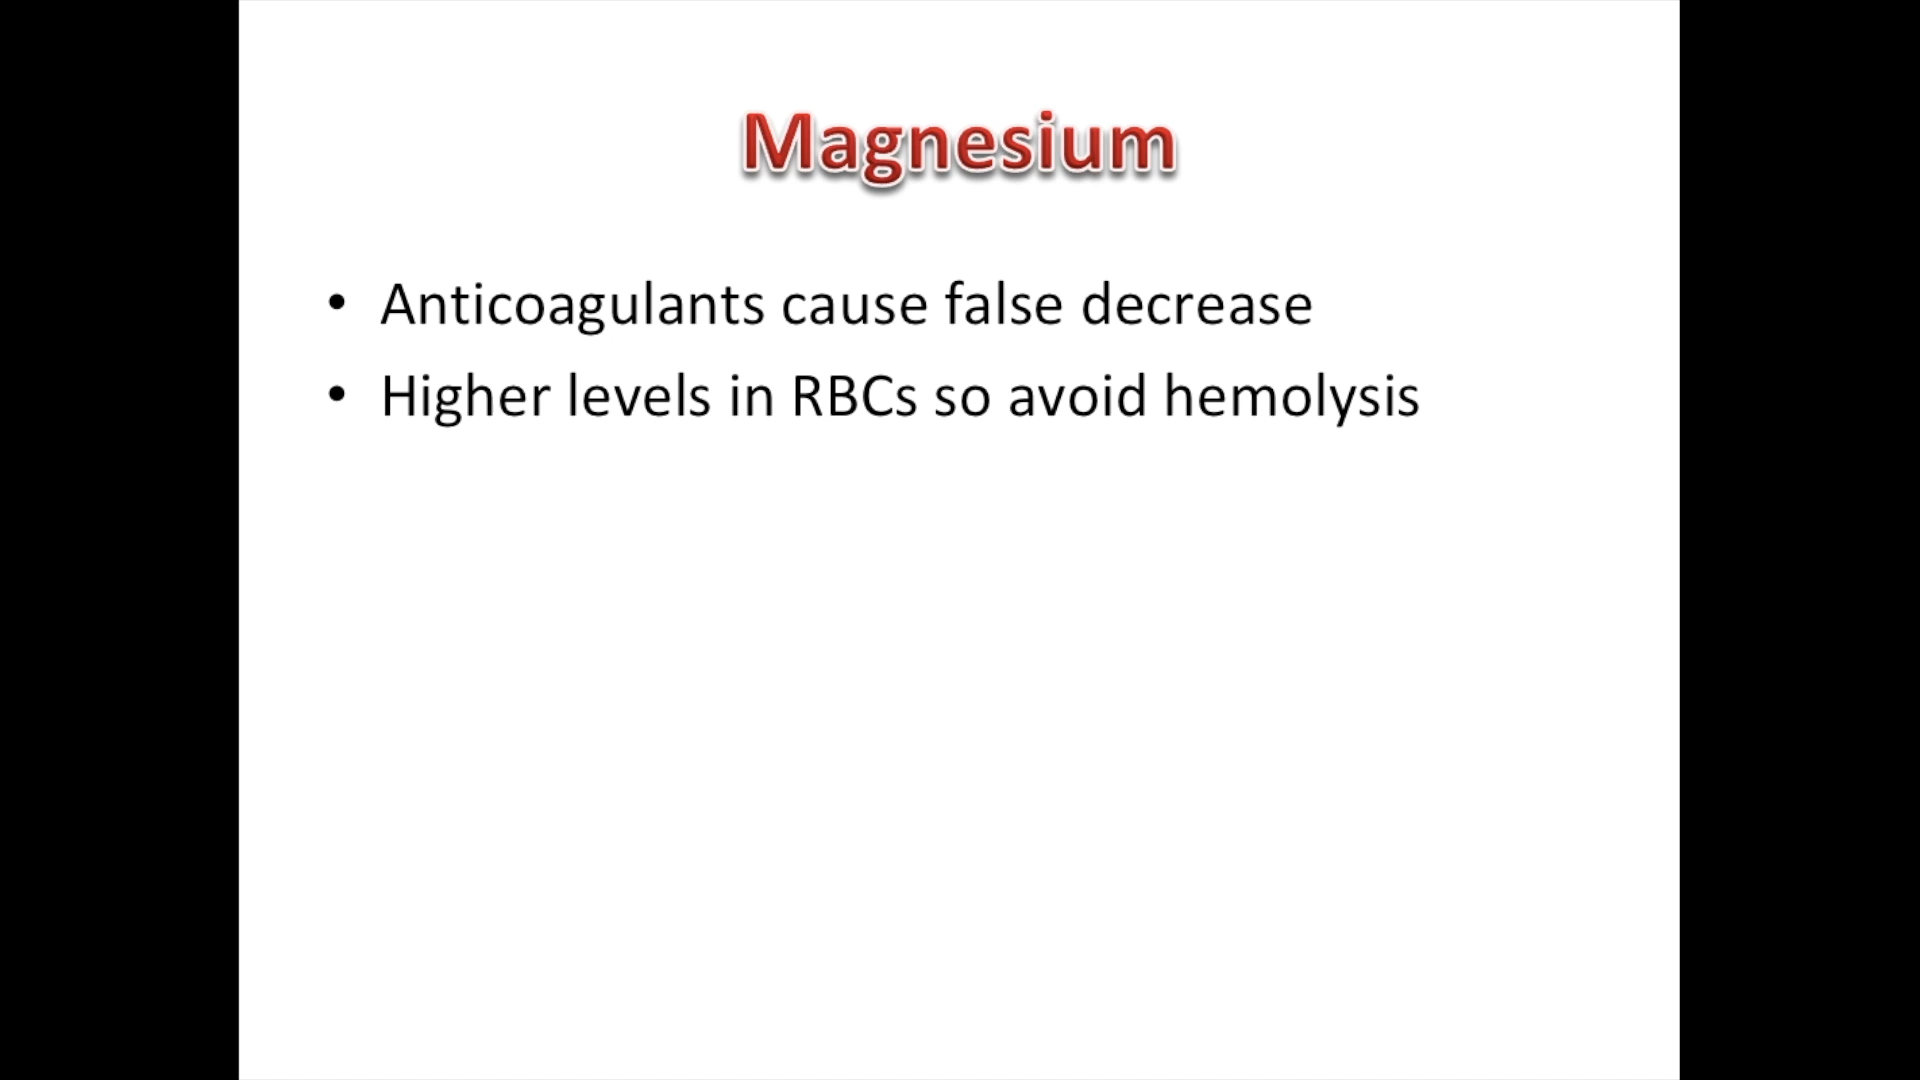 Magnesium
• Anticoagulants cause false decrease
• Higher levels in RBCs so avoid hemolysis